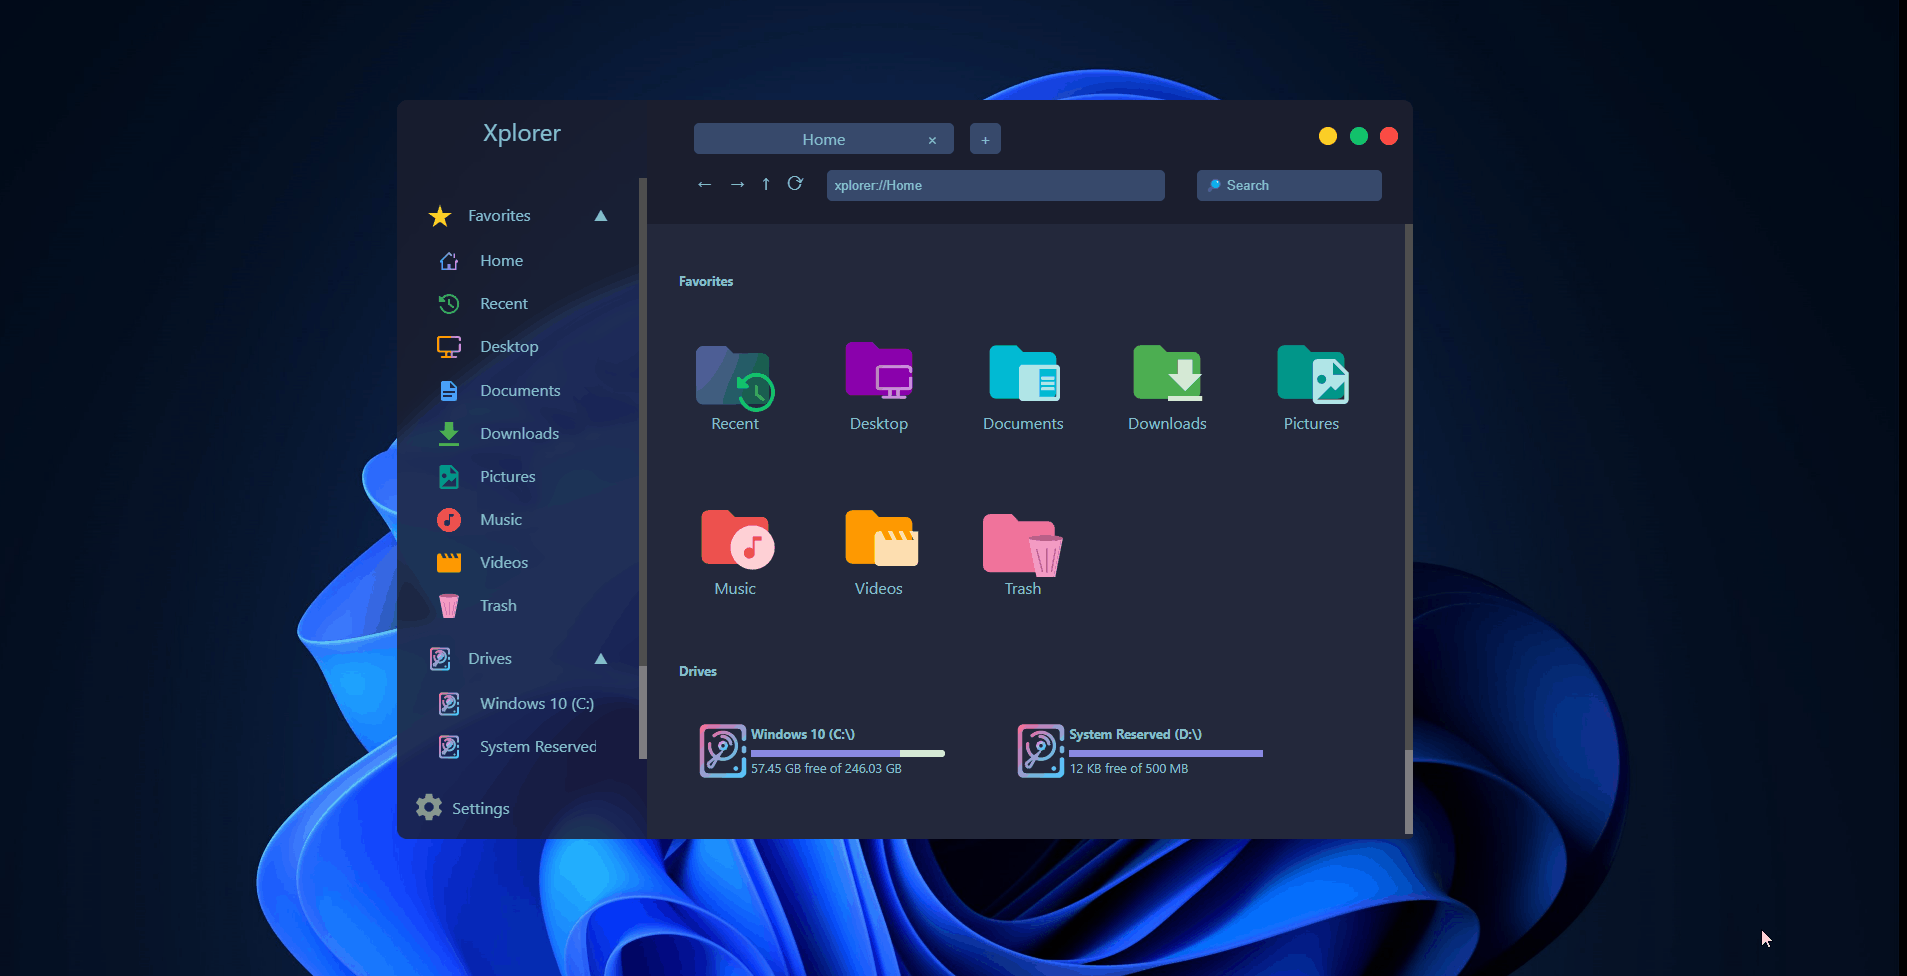 Xplorer
Favorites
Home
Recent
Desktop
Documents
Downloads
Pictures
Music
Videos
Trash
Drives
Windows 10 (C:)
System Reserved
Settings
Home × +
xplorer://Home
Search
Favorites
Recent Desktop Documents Downloads Pictures
Music Videos Trash
Drives
Windows 10 (C:\)
57.45 GB free of 246.03 GB
System Reserved (D:\)
12 KB free of 500 MB